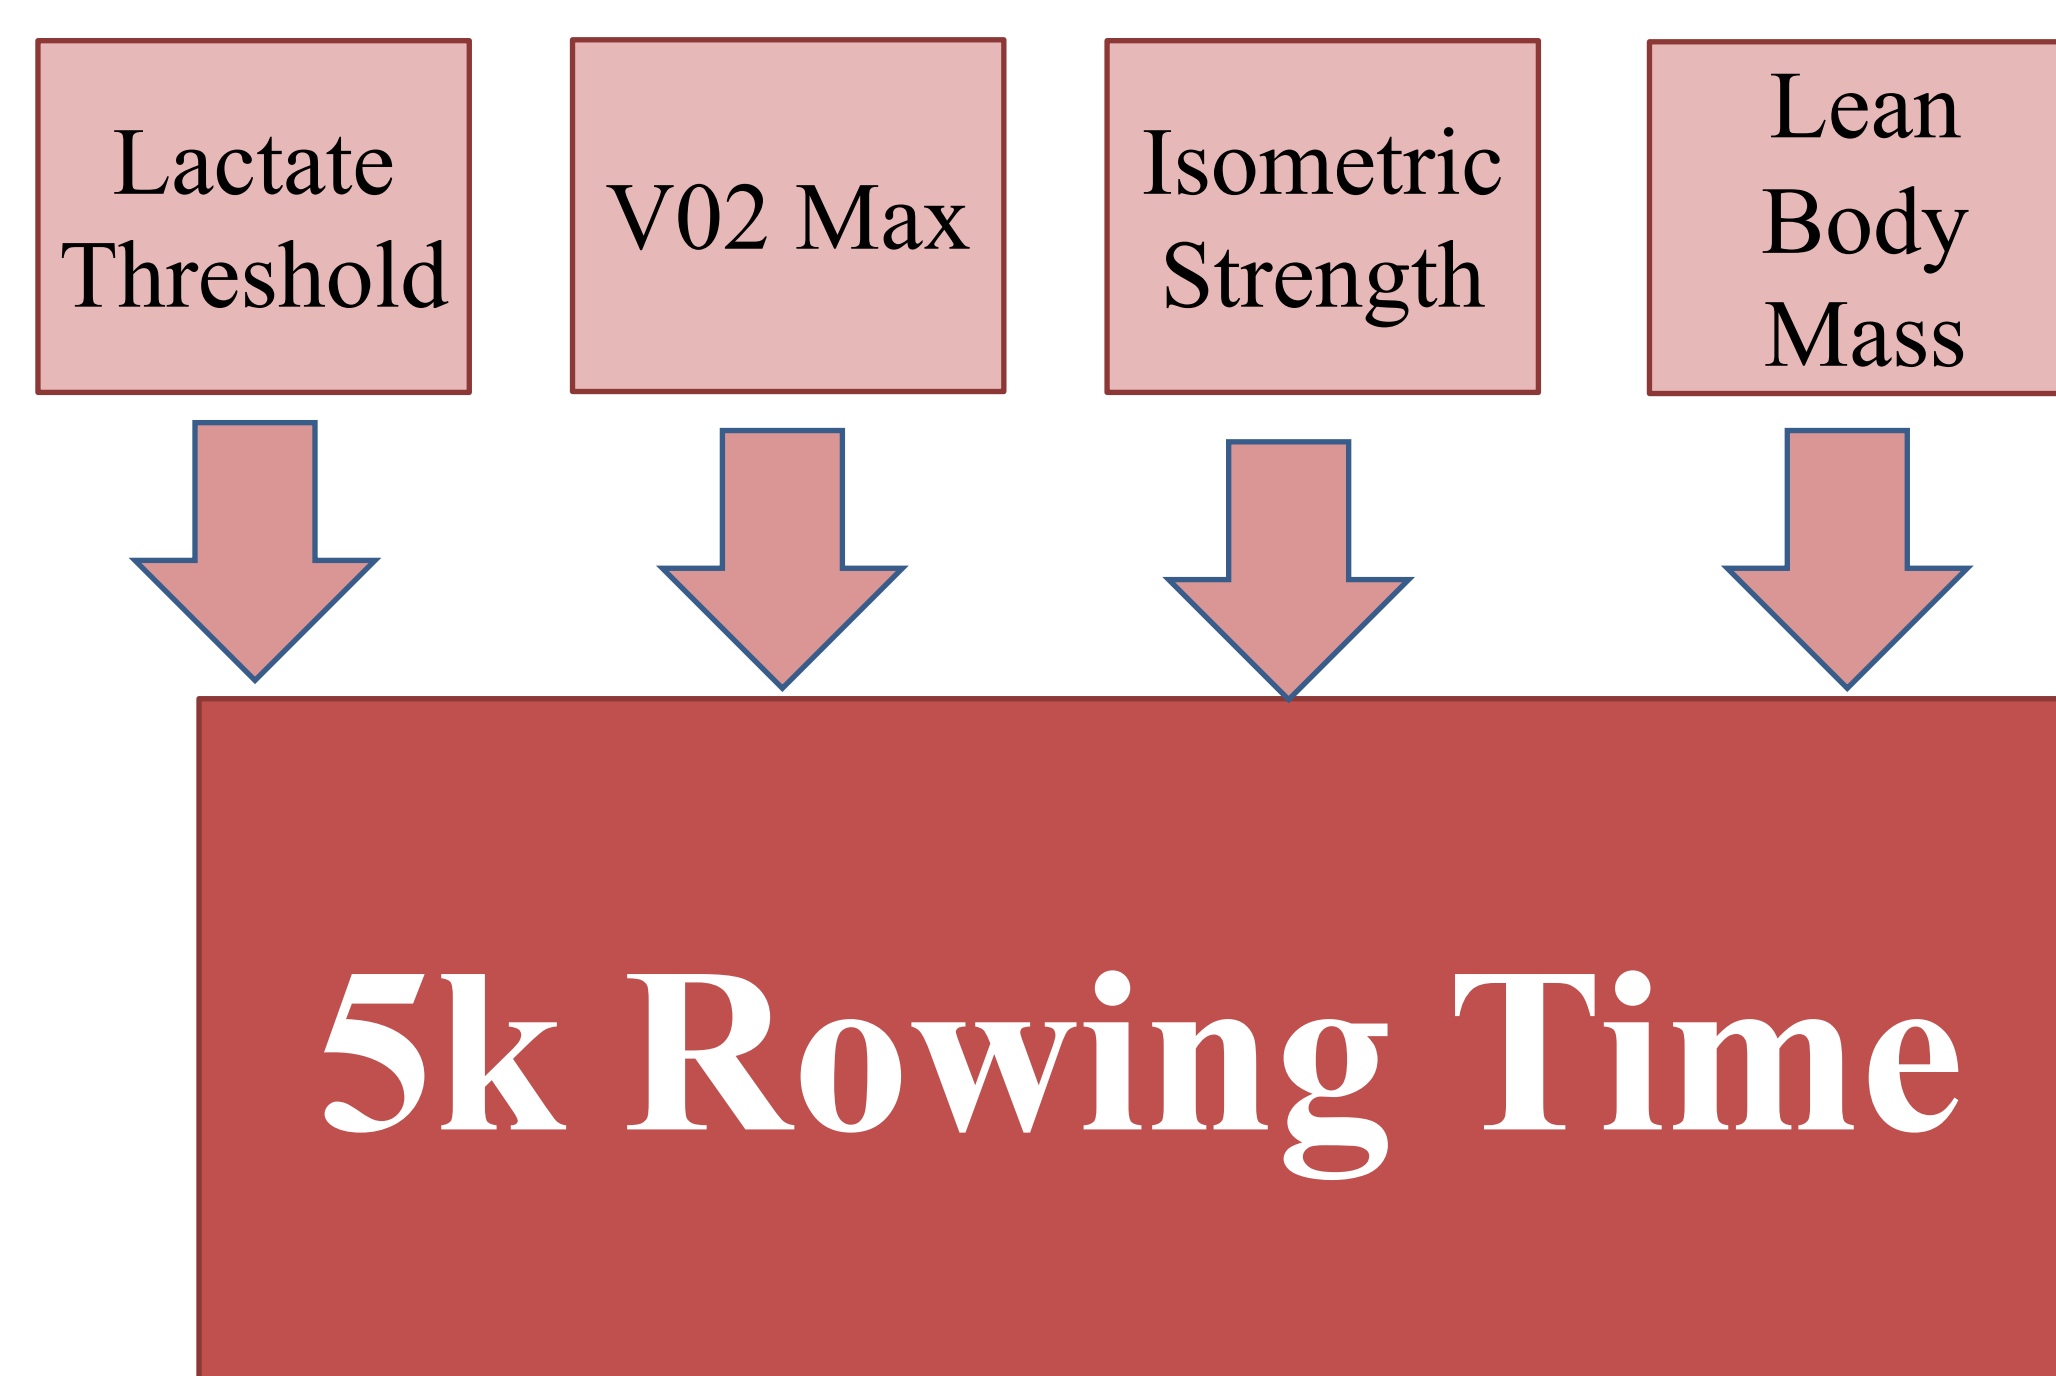 Lactate
Threshold
V02 Max
Isometric
Strength
Lean
Body
Mass
5k Rowing Time